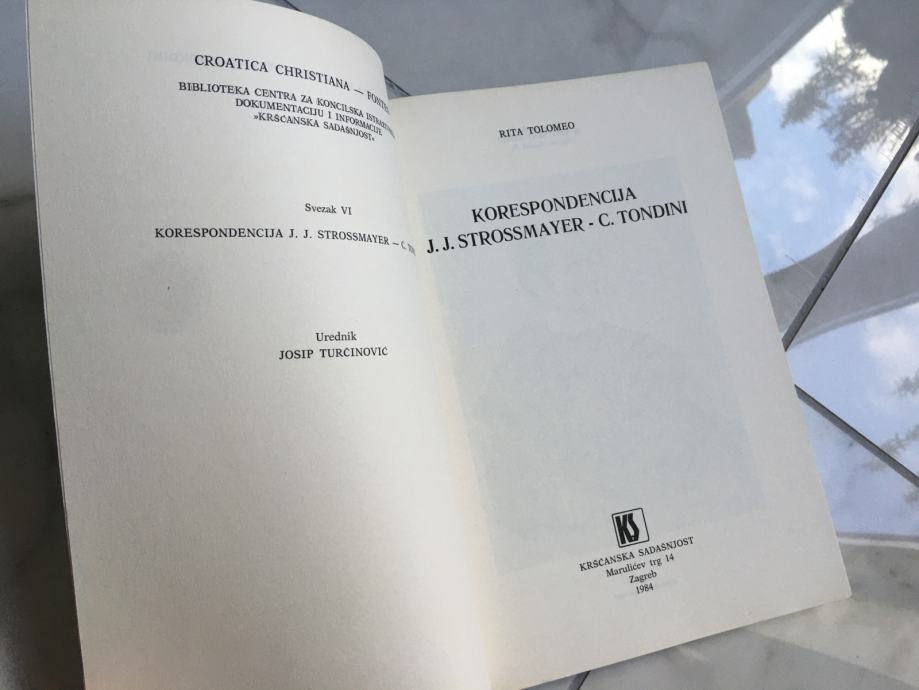 CROATICA CHRISTIANA — FONTES
BIBLIOTEKA CENTRA ZA KONCILSKA
DOKUMENTACIJU I INFORMACIJE
»KRŠĆANSKA SADAŠNJOST«
Svezak VI
KORESPONDENCIJA J. J. STROSSMAYER — C.
Urednik
JOSIP TURČINOVIĆ
RITA TOLOMEO
KORESPONDENCIJA
J. J. STROSSMAYER - C. TONDINI
KS
KRŠĆANSKA SADAŠNJOST
Marulićev trg 14
Zagreb
1984